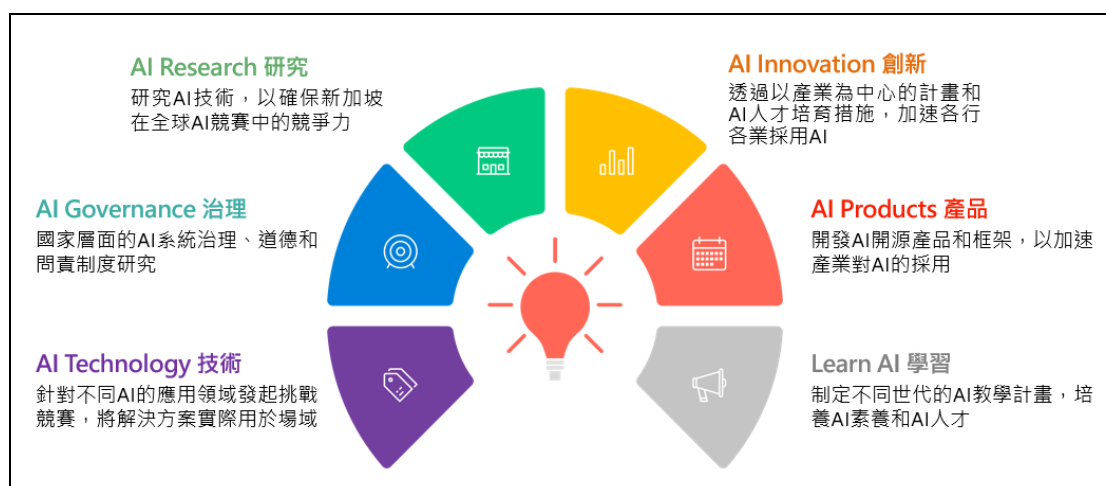 AI Research 研究
研究AI技術，以確保新加坡
在全球AI競賽中的競爭力
AI Governance 治理
國家層面的AI系統治理、道德和
問責制度研究
AI Technology 技術
針對不同AI的應用領域發起挑戰
競賽，將解決方案實際用於場域
AI Innovation 創新
透過以產業為中心的計畫和
AI人才培育措施，加速各行
各業採用AI
AI Products 產品
開發AI開源產品和框架，以加速
產業對AI的採用
Learn AI 學習
制定不同世代的AI教學計畫，培
養AI素養和AI人才